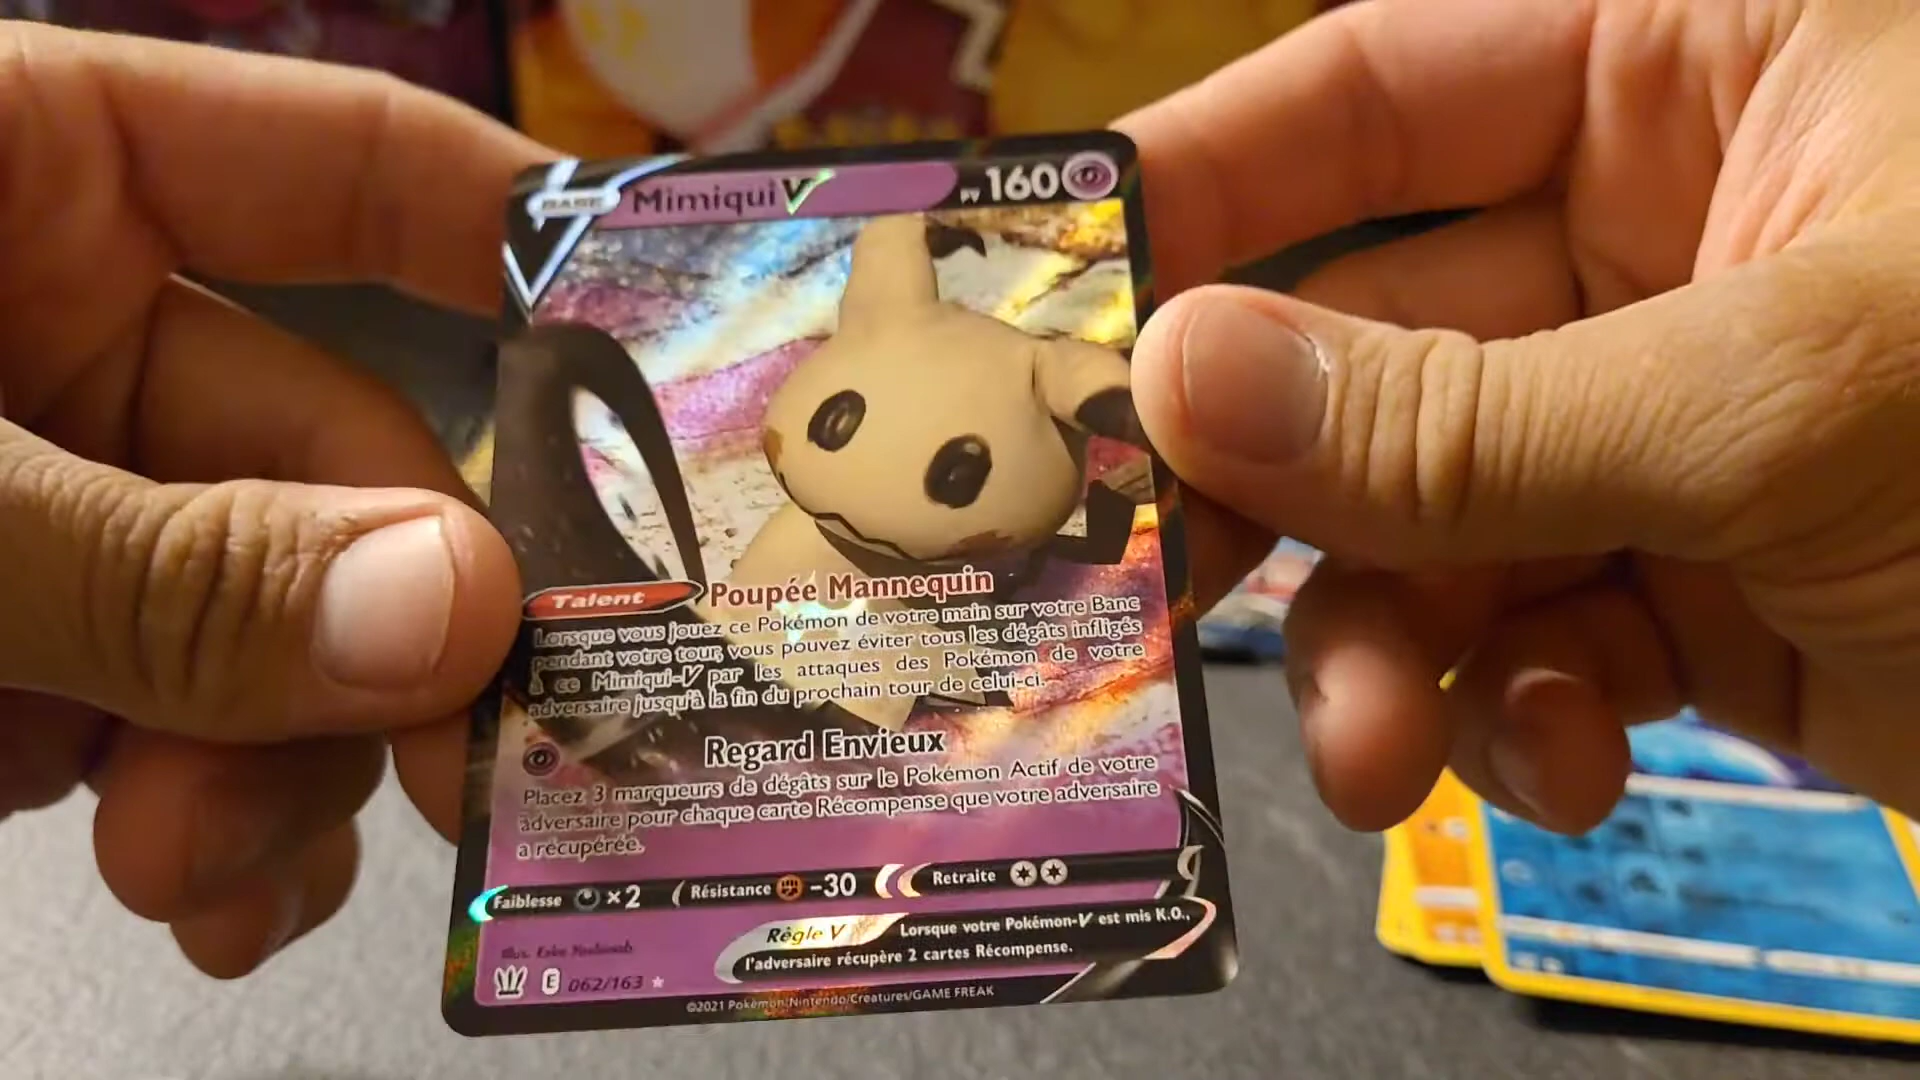 BASE
Mimiqui V
PV 160
Talent Poupée Mannequin
Lorsque vous jouez ce Pokémon de votre main sur votre Banc
pendant votre tour, vous pouvez éviter tous les dégâts infligés
à ce Mimiqui-V par les attaques des Pokémon de votre
adversaire jusqu'à la fin du prochain tour de celui-ci.
Regard Envieux
Placez 3 marqueurs de dégâts sur le Pokémon Actif de votre
adversaire pour chaque carte Récompense que votre adversaire
a récupérée.
Faiblesse ×2 Résistance -30 Retraite
Règle V Lorsque votre Pokémon-V est mis K.O.,
l'adversaire récupère 2 cartes Récompense.
Illus.
E 062/163
©2021 Pokémon/Nintendo/Creatures/GAME FREAK